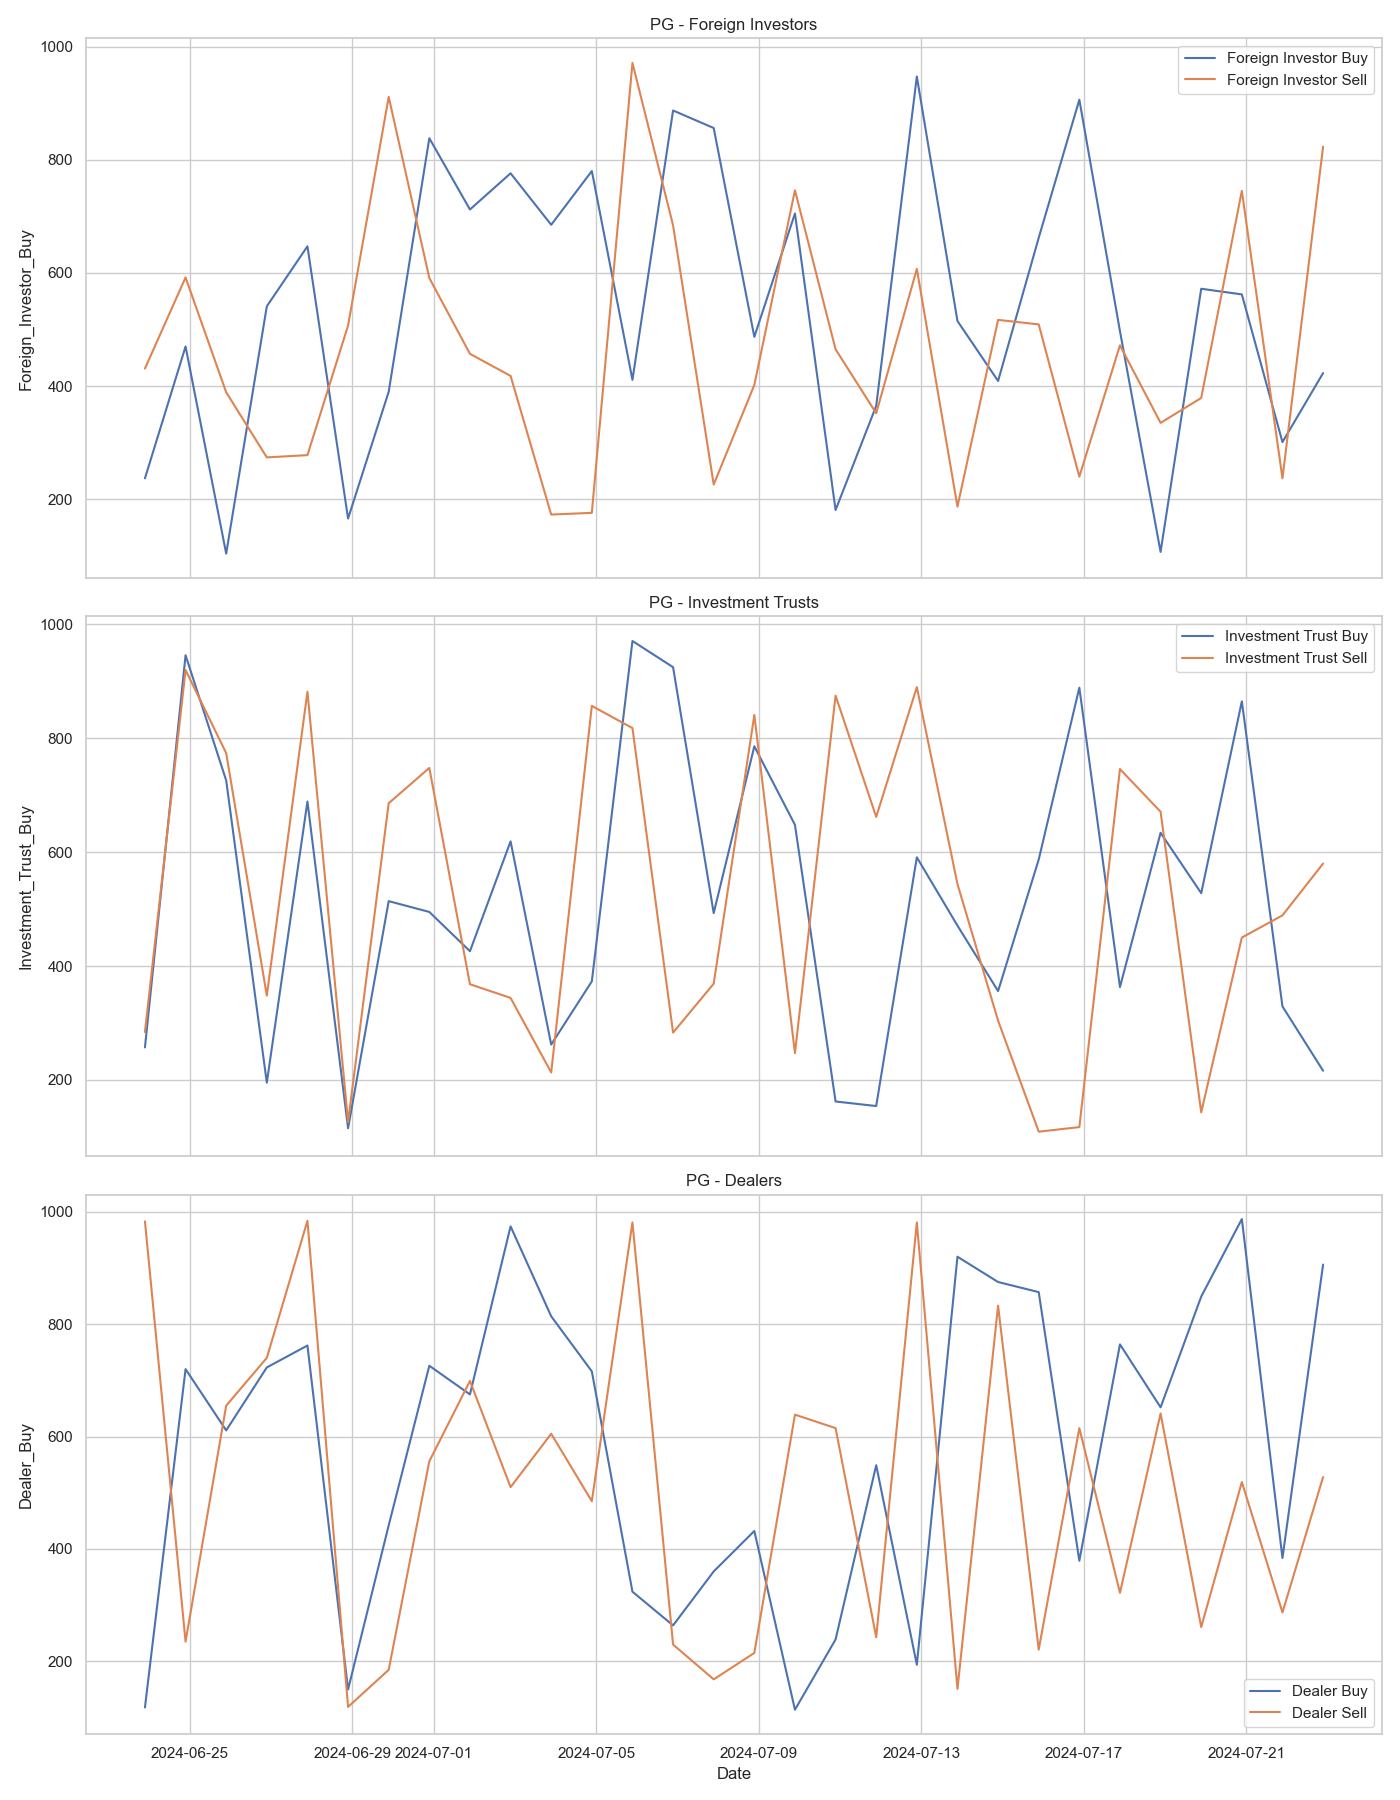 PG - Foreign Investors
Foreign Investor Buy
Foreign Investor Sell
1000
800
600
400
200
Foreign_Investor_Buy
PG - Investment Trusts
Investment Trust Buy
Investment Trust Sell
1000
800
600
400
200
Investment_Trust_Buy
PG - Dealers
1000
800
600
400
200
Dealer_Buy
Dealer Buy
Dealer Sell
2024-06-25 2024-06-29 2024-07-01 2024-07-05 2024-07-09 2024-07-13 2024-07-17 2024-07-21
Date